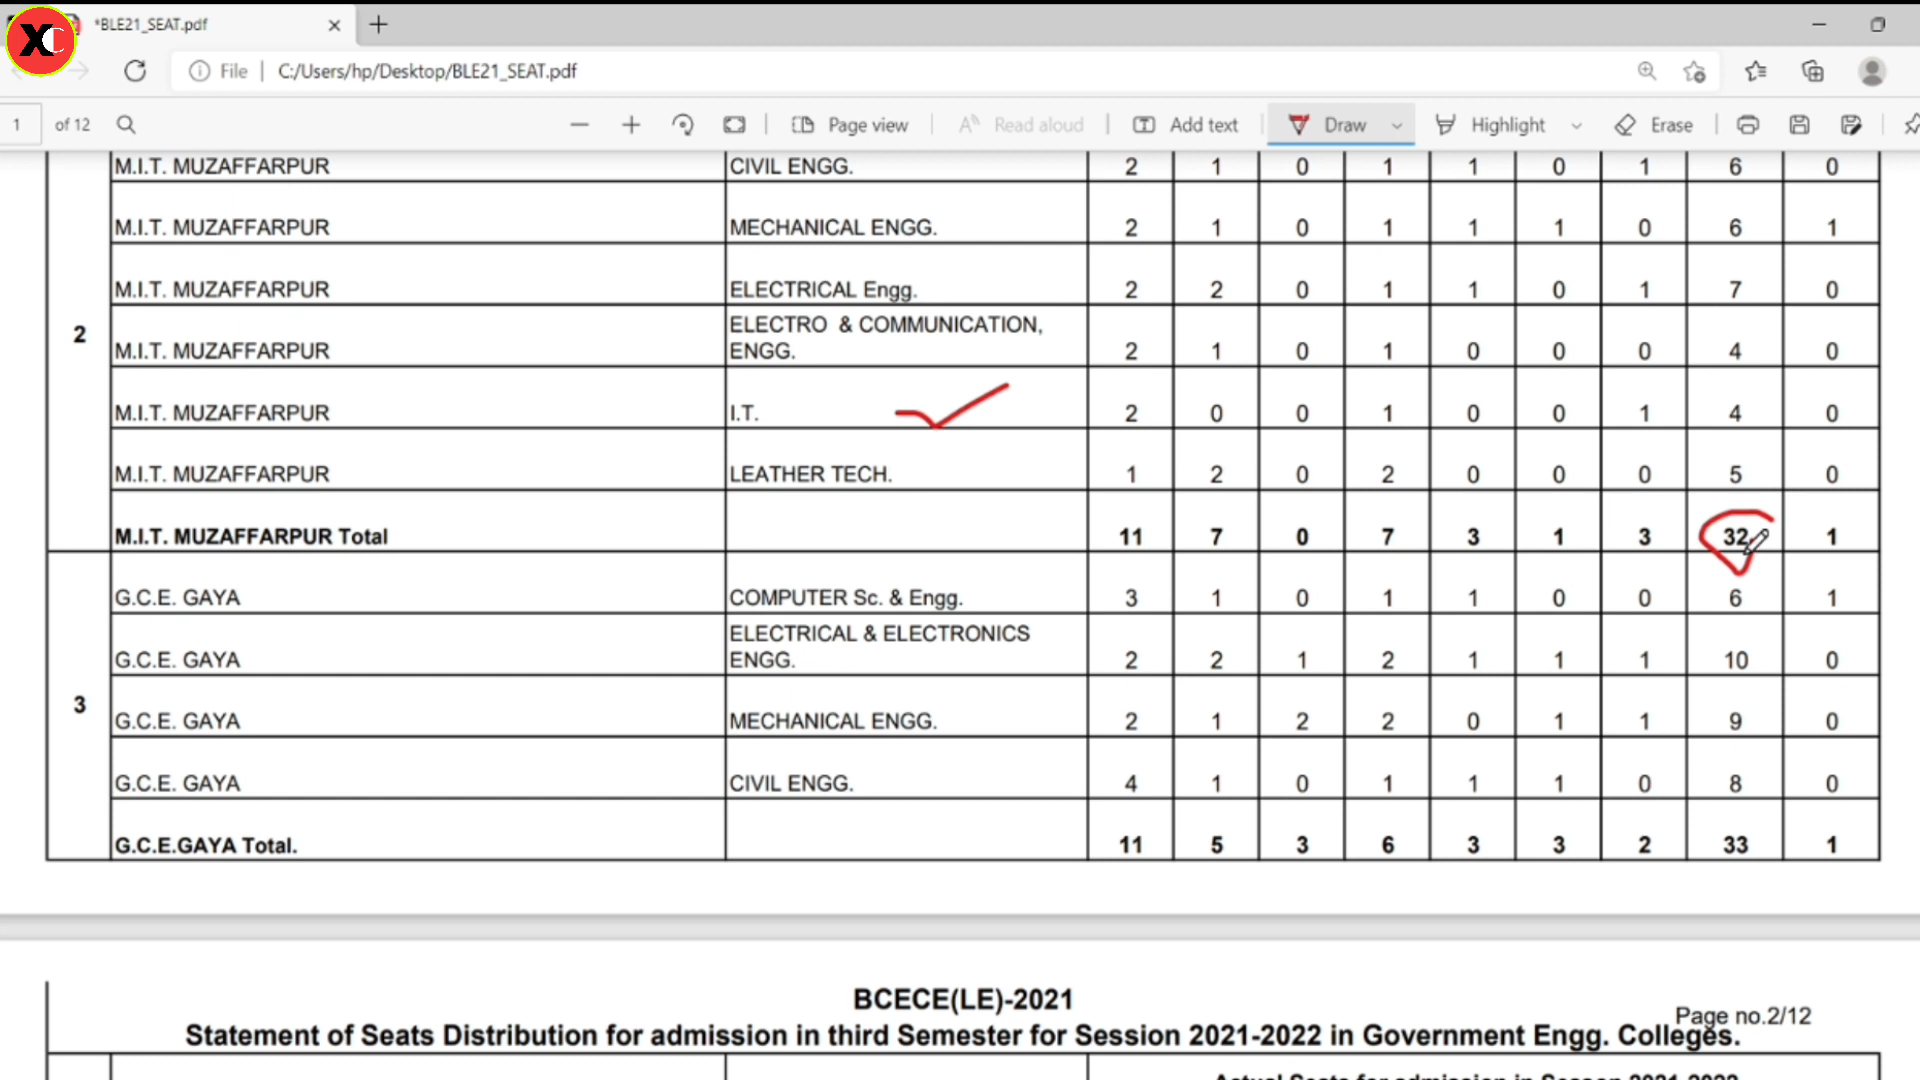 XC
*BLE21_SEAT.pdf
File C:/Users/hp/Desktop/BLE21_SEAT.pdf
1 of 12 Page view Read aloud Add text Draw Highlight Erase
M.I.T. MUZAFFARPUR CIVIL ENGG. 2 1 0 1 1 0 1 6 0
M.I.T. MUZAFFARPUR MECHANICAL ENGG. 2 1 0 1 1 1 0 6 1
M.I.T. MUZAFFARPUR ELECTRICAL Engg. 2 2 0 1 1 0 1 7 0
2
ELECTRO & COMMUNICATION,
M.I.T. MUZAFFARPUR ENGG. 2 1 0 1 0 0 0 4 0
M.I.T. MUZAFFARPUR I.T. 2 0 0 1 0 0 1 4 0
M.I.T. MUZAFFARPUR LEATHER TECH. 1 2 0 2 0 0 0 5 0
M.I.T. MUZAFFARPUR Total 11 7 0 7 3 1 3 32 1
G.C.E. GAYA COMPUTER Sc. & Engg. 3 1 0 1 1 0 0 6 1
ELECTRICAL & ELECTRONICS
G.C.E. GAYA ENGG. 2 2 1 2 1 1 1 10 0
3
G.C.E. GAYA MECHANICAL ENGG. 2 1 2 2 0 1 1 9 0
G.C.E. GAYA CIVIL ENGG. 4 1 0 1 1 1 0 8 0
G.C.E.GAYA Total. 11 5 3 6 3 3 2 33 1
BCECE(LE)-2021
Page no.2/12
Statement of Seats Distribution for admission in third Semester for Session 2021-2022 in Government Engg. Colleges.
Actual Seats for admission in Session 2021-2022